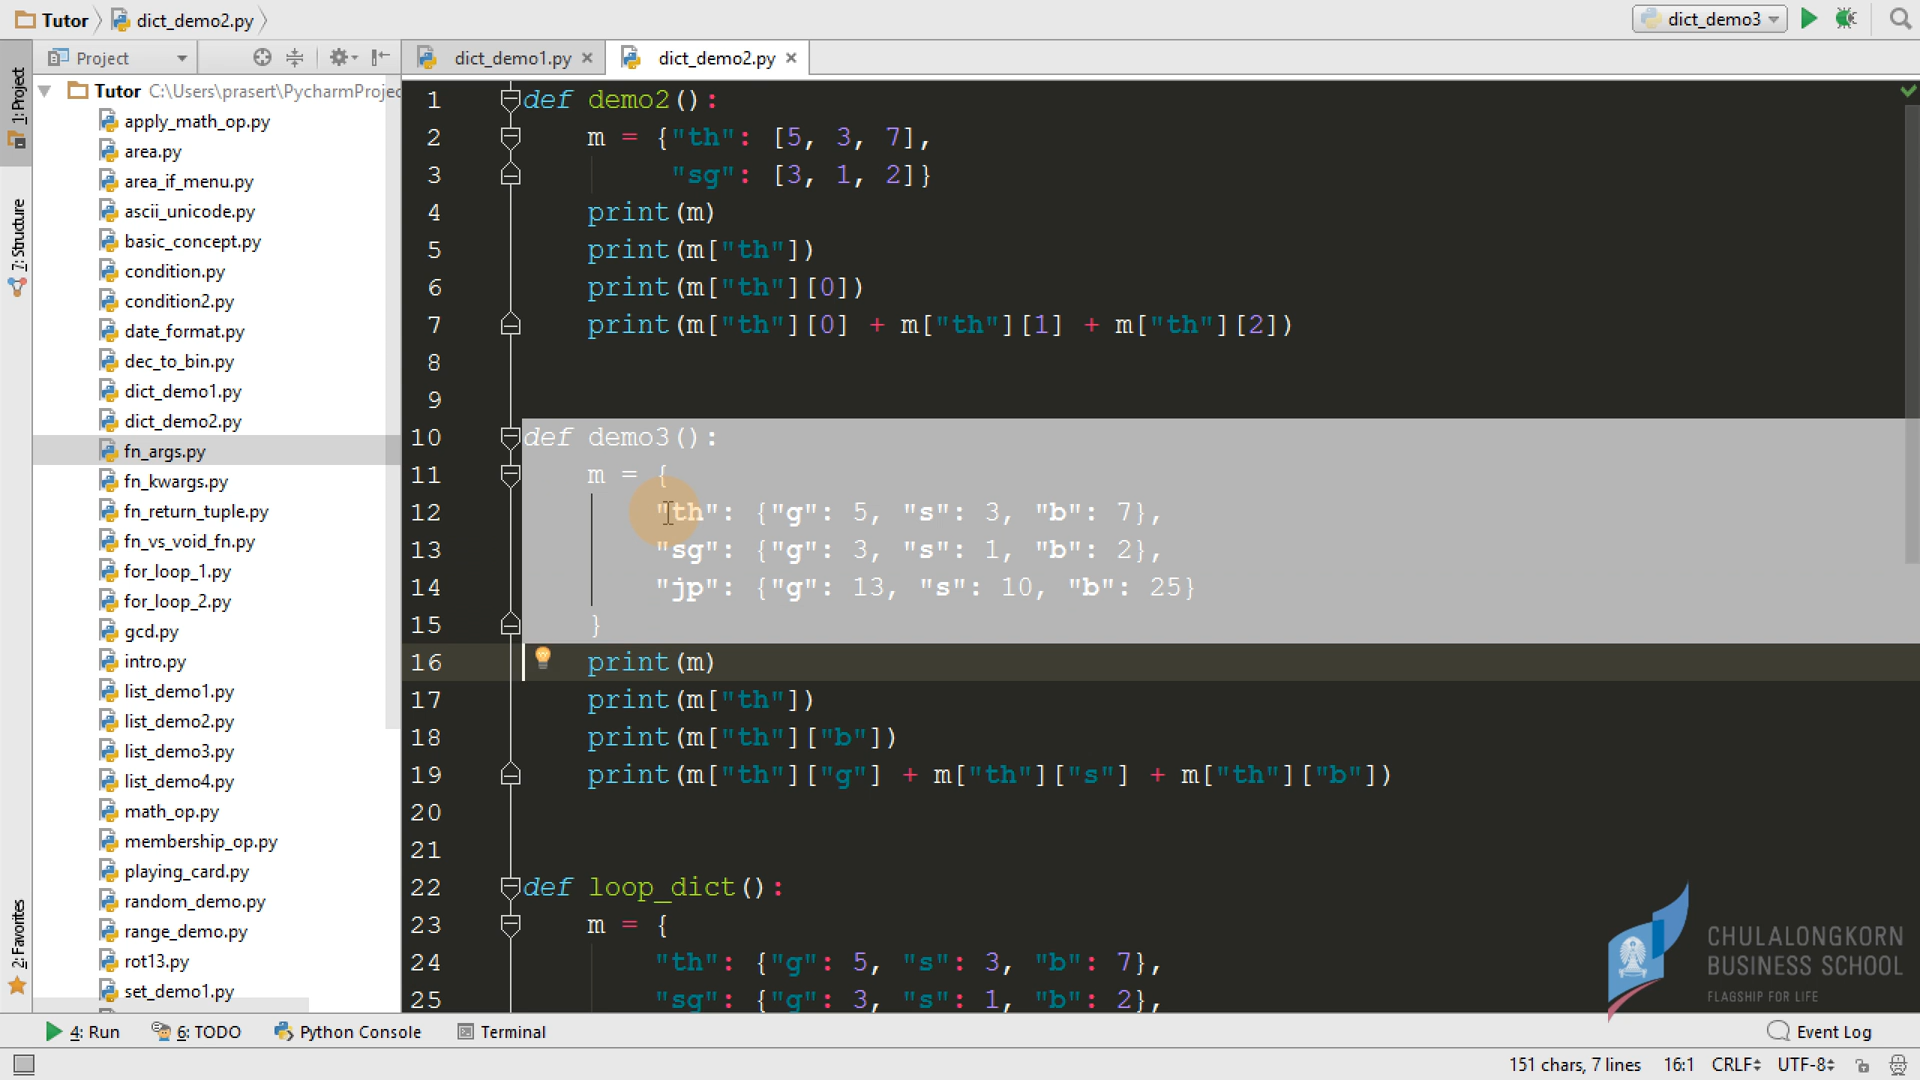 Tutor dict_demo2.py dict_demo3
Project dict_demo1.py dict_demo2.py
1: Project
7: Structure
2: Favorites
Tutor C:\Users\prasert\PycharmProjec
apply_math_op.py
area.py
area_if_menu.py
ascii_unicode.py
basic_concept.py
condition.py
condition2.py
date_format.py
dec_to_bin.py
dict_demo1.py
dict_demo2.py
fn_args.py
fn_kwargs.py
fn_return_tuple.py
fn_vs_void_fn.py
for_loop_1.py
for_loop_2.py
gcd.py
intro.py
list_demo1.py
list_demo2.py
list_demo3.py
list_demo4.py
math_op.py
membership_op.py
playing_card.py
random_demo.py
range_demo.py
rot13.py
set_demo1.py
1 def demo2():
2 m = {"th": [5, 3, 7],
3 "sg": [3, 1, 2]}
4 print(m)
5 print(m["th"])
6 print(m["th"][0])
7 print(m["th"][0] + m["th"][1] + m["th"][2])
8
9
10 def demo3():
11 m = {
12 "th": {"g": 5, "s": 3, "b": 7},
13 "sg": {"g": 3, "s": 1, "b": 2},
14 "jp": {"g": 13, "s": 10, "b": 25}
15 }
16 print(m)
17 print(m["th"])
18 print(m["th"]["b"])
19 print(m["th"]["g"] + m["th"]["s"] + m["th"]["b"])
20
21
22 def loop_dict():
23 m = {
24 "th": {"g": 5, "s": 3, "b": 7},
25 "sg": {"g": 3, "s": 1, "b": 2},
CHULALONGKORN
BUSINESS SCHOOL
FLAGSHIP FOR LIFE
4: Run 6: TODO Python Console Terminal Event Log
151 chars, 7 lines 16:1 CRLF UTF-8